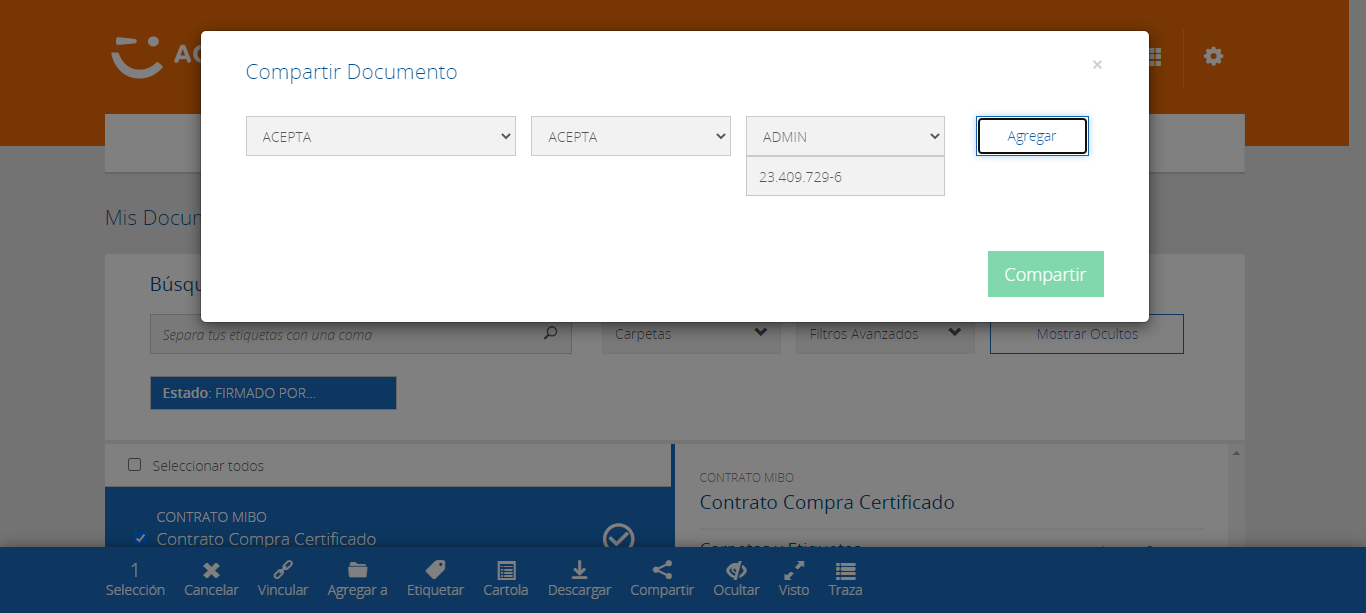 AC
Compartir Documento
×
ACEPTA
ACEPTA
ADMIN
Agregar
23.409.729-6
Compartir
Mis Docum
Búsqu
Separa tus etiquetas con una coma
Carpetas
Filtros Avanzados
Mostrar Ocultos
Estado: FIRMADO POR...
Seleccionar todos
CONTRATO MIBO
Contrato Compra Certificado
CONTRATO MIBO
Contrato Compra Certificado
Carpetas y Etiquetas
1
Selección
Cancelar
Vincular
Agregar a
Etiquetar
Cartola
Descargar
Compartir
Ocultar
Visto
Traza